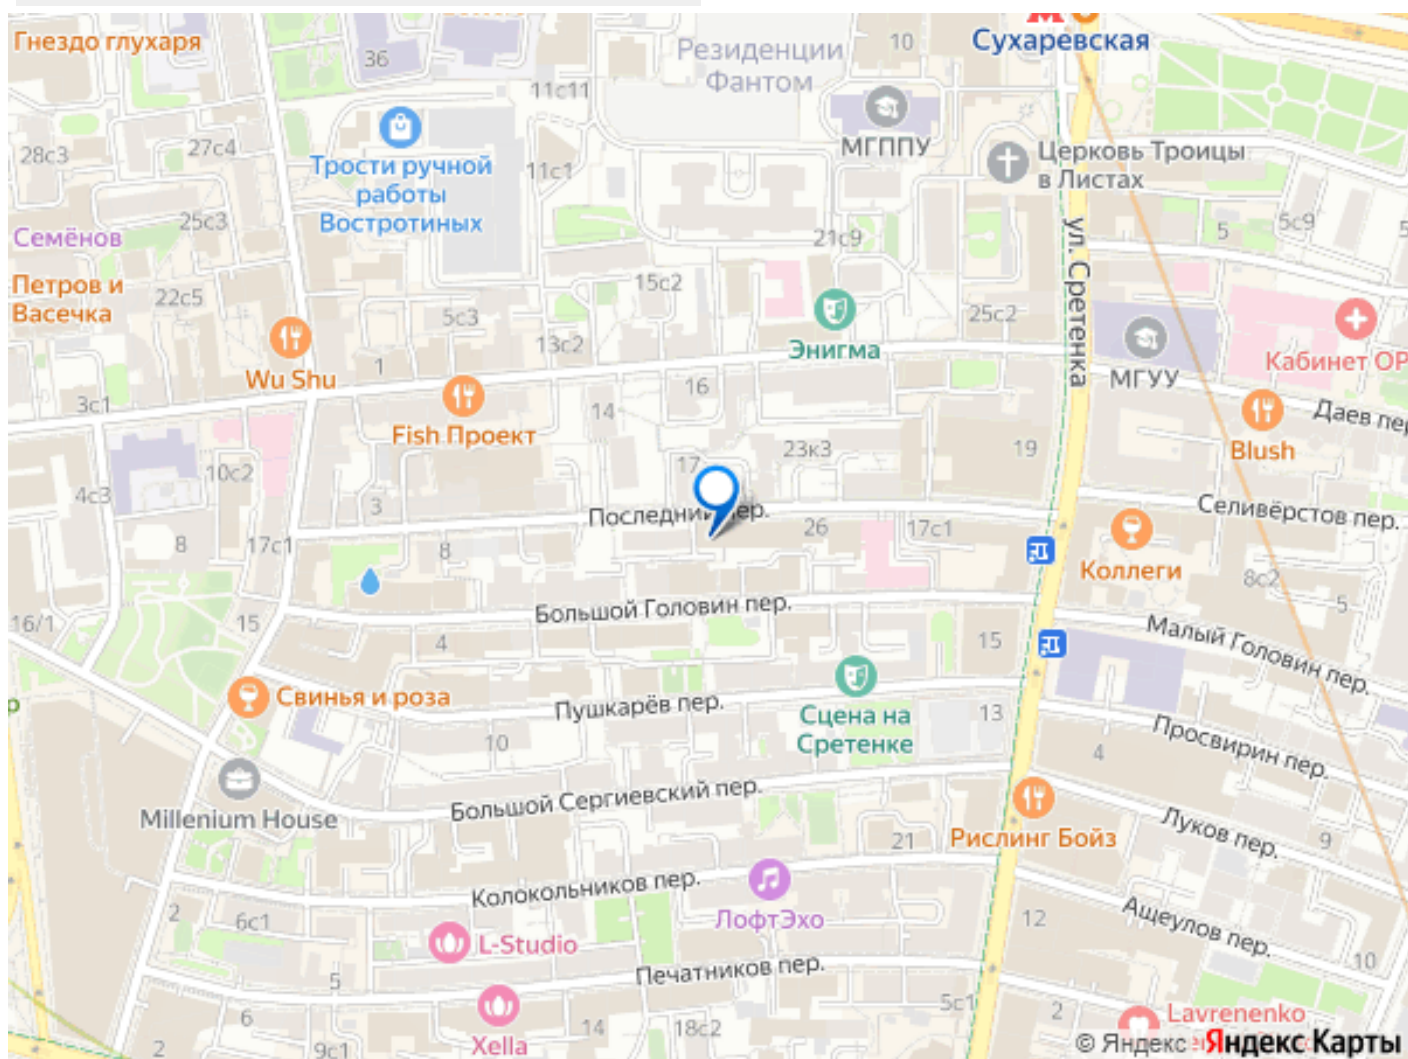 Гнездо глухаря
36
Резиденции
Фантом
10
Сухаревская
11с11
МГППУ
28с3
27с4
Трости ручной
работы
Востротиных
11с1
Церковь Троицы
в Листах
25с3
Семёнов
21с9
5
5с9
ул. Сретенка
Петров и
Васечка
22с5
15с2
5с3
13с2
25с2
Энигма
МГУУ
Кабинет ОР
Wu Shu
1
16
3с1
14
Fish Проект
Даев пер
Blush
10с2
4с3
17
23к3
19
3
Последний пер.
Селивёрстов пер.
8
17с1
8
26
17с1
Коллеги
8с2
5
16/1
15
Большой Головин пер.
4
15
Малый Головин пер.
Свинья и роза
Пушкарёв пер.
Сцена на
Сретенке
13
10
4
Просвирин пер.
Millenium House
Большой Сергиевский пер.
21
Рислинг Бойз
Луков пер.
9
Колокольников пер.
ЛофтЭхо
2
6с1
L-Studio
12
Ащеулов пер.
10
5
Печатников пер.
5с1
6
2
9с1
Xella
14
18с2
2
Lavrenenko
© Яндекс Яндекс Карты